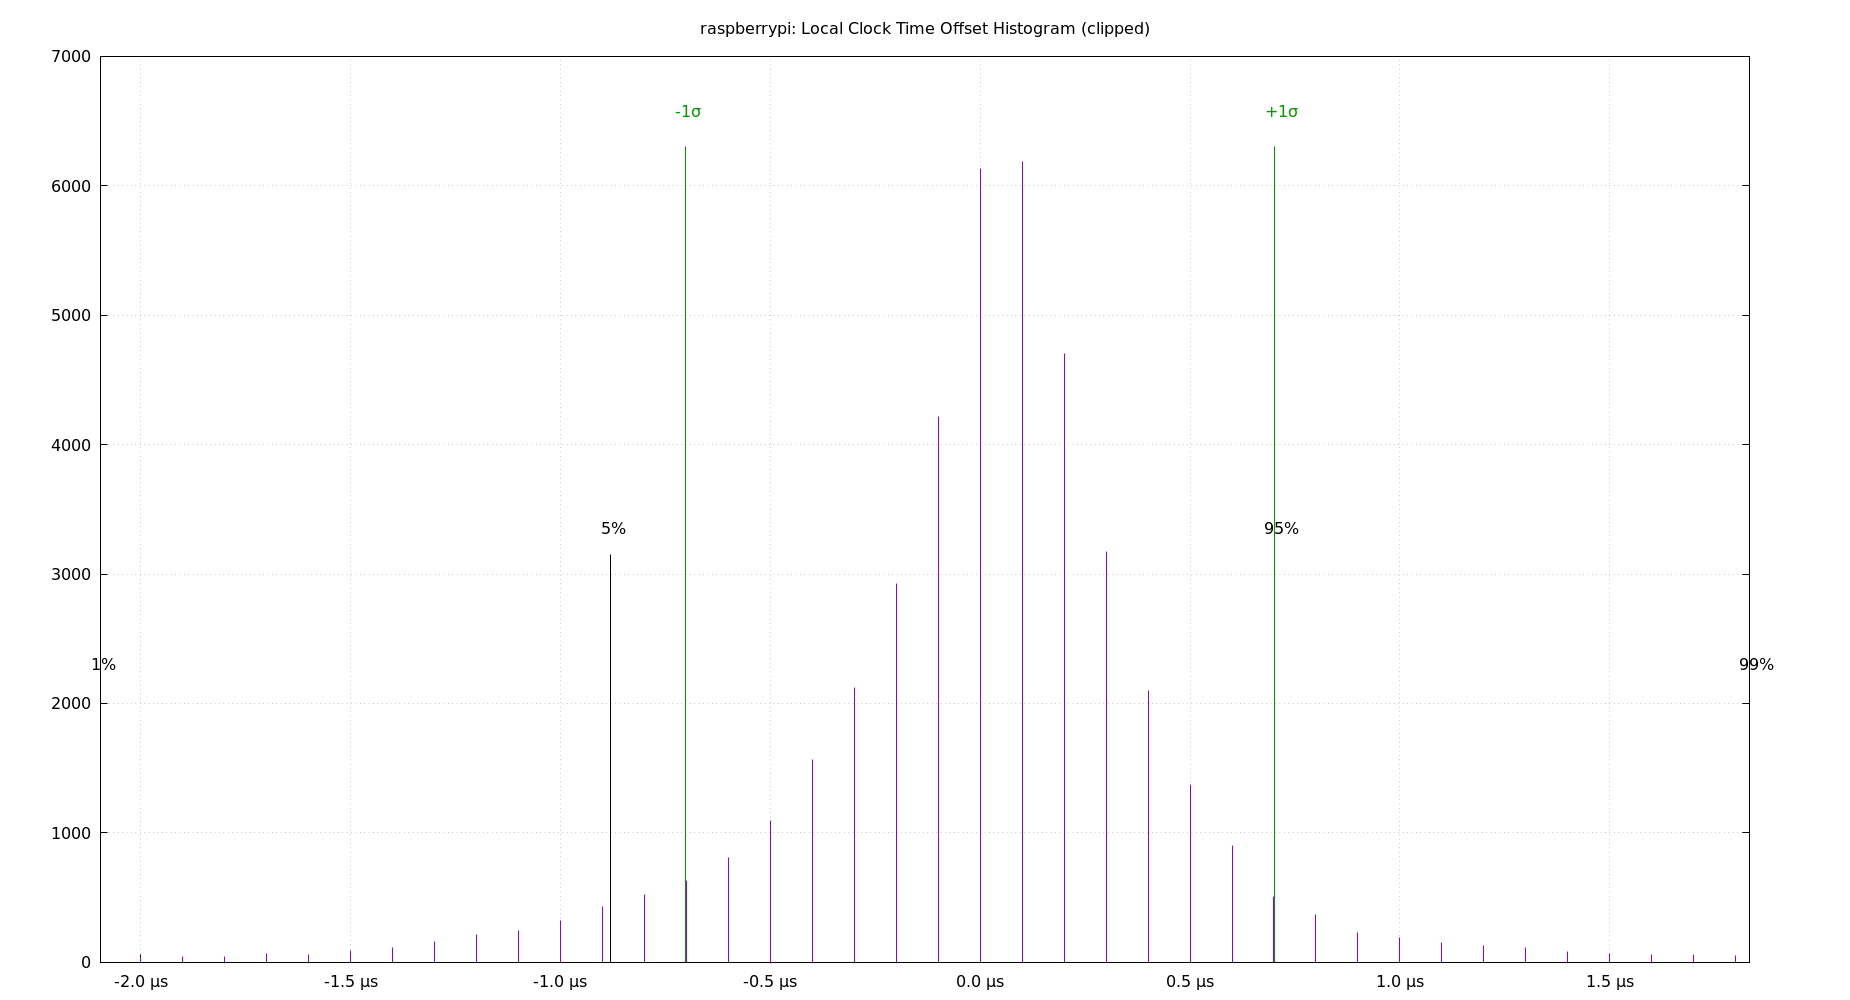 raspberrypi: Local Clock Time Offset Histogram (clipped)
7000
-1σ
+1σ
6000
5000
4000
5%
95%
3000
1%
99%
2000
1000
0
-2.0 µs
-1.5 µs
-1.0 µs
-0.5 µs
0.0 µs
0.5 µs
1.0 µs
1.5 µs